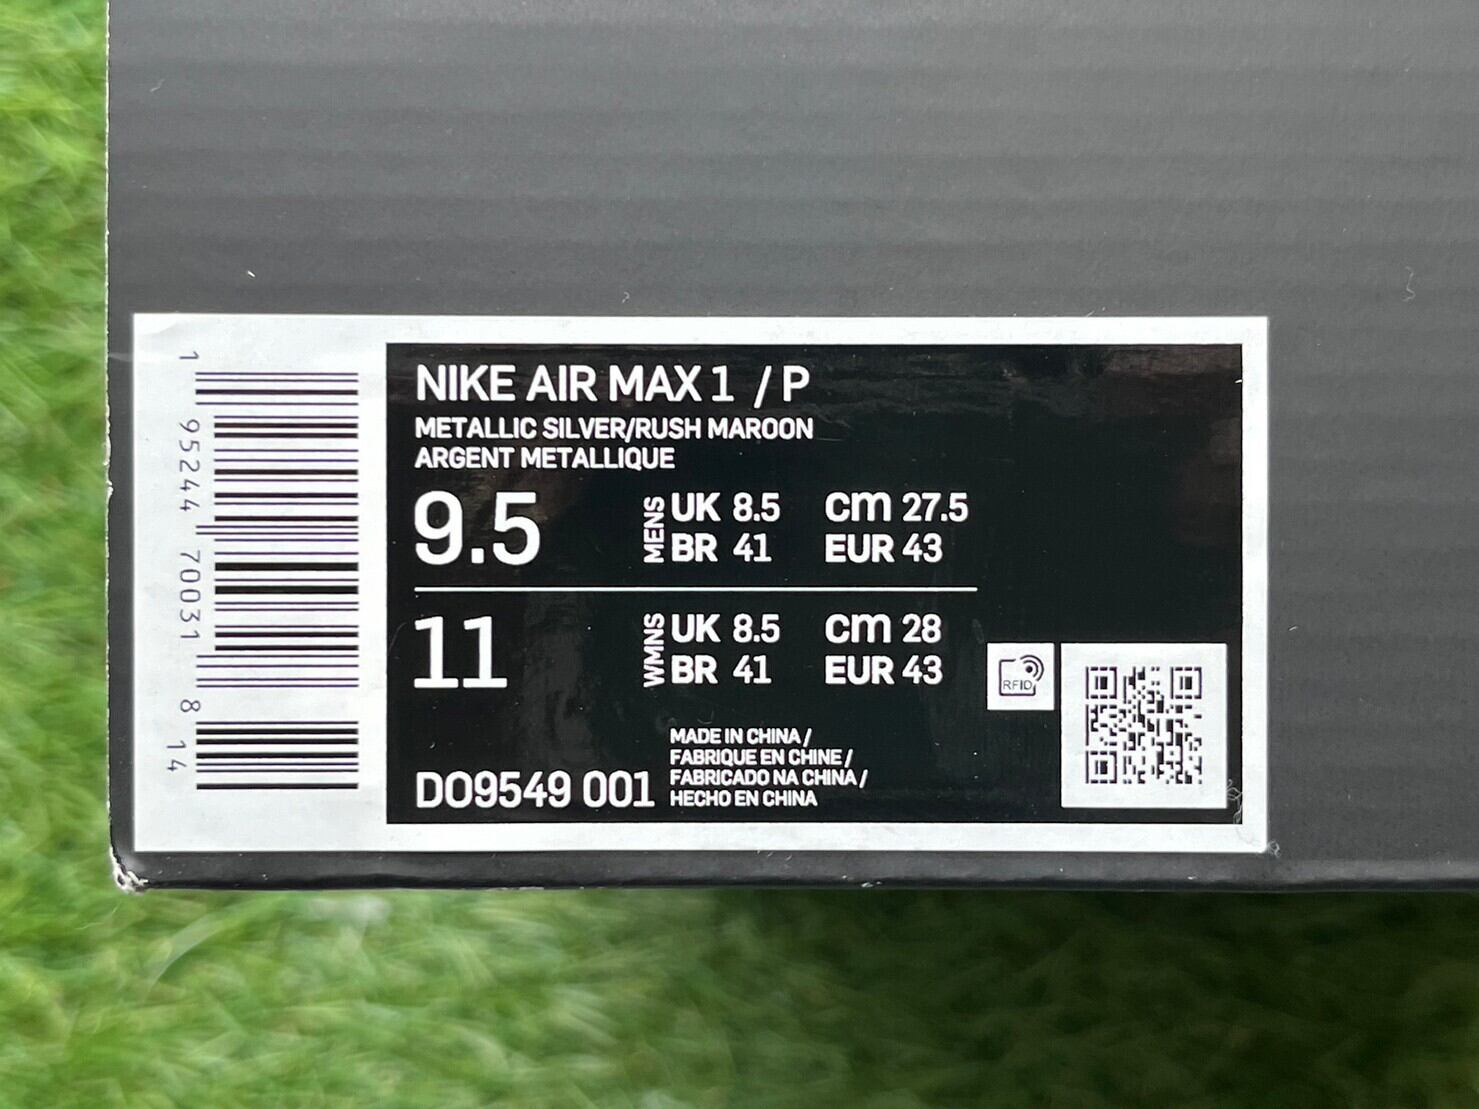 NIKE AIR MAX 1 / P
METALLIC SILVER/RUSH MAROON
ARGENT METALLIQUE
9.5 MENS UK 8.5 CM 27.5
BR 41 EUR 43
11 WMNS UK 8.5 CM 28
BR 41 EUR 43
RFID
MADE IN CHINA /
FABRIQUE EN CHINE /
FABRICADO NA CHINA /
HECHO EN CHINA
DO9549 001
1 95244 70031 8 14